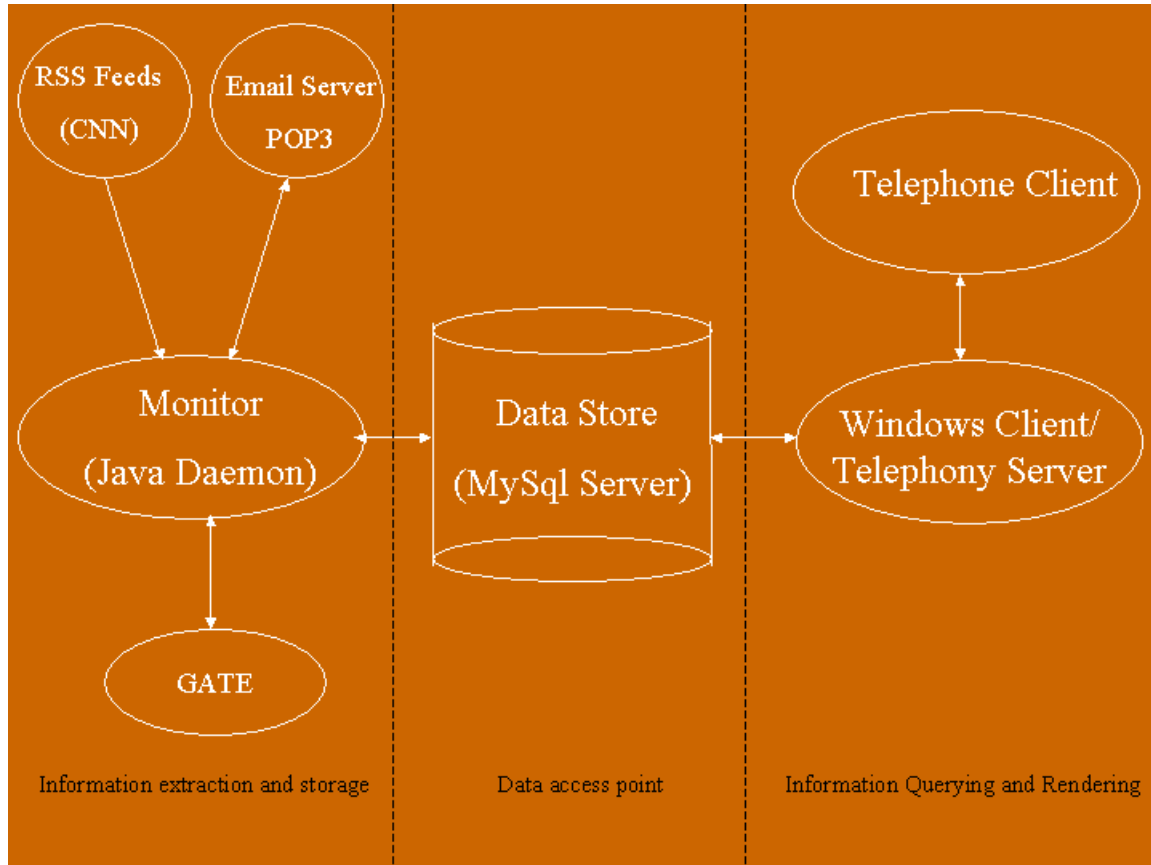 RSS Feeds
(CNN)
Email Server
POP3
Telephone Client
Monitor
(Java Daemon)
Data Store
(MySql Server)
Windows Client/
Telephony Server
GATE
Information extraction and storage
Data access point
Information Querying and Rendering